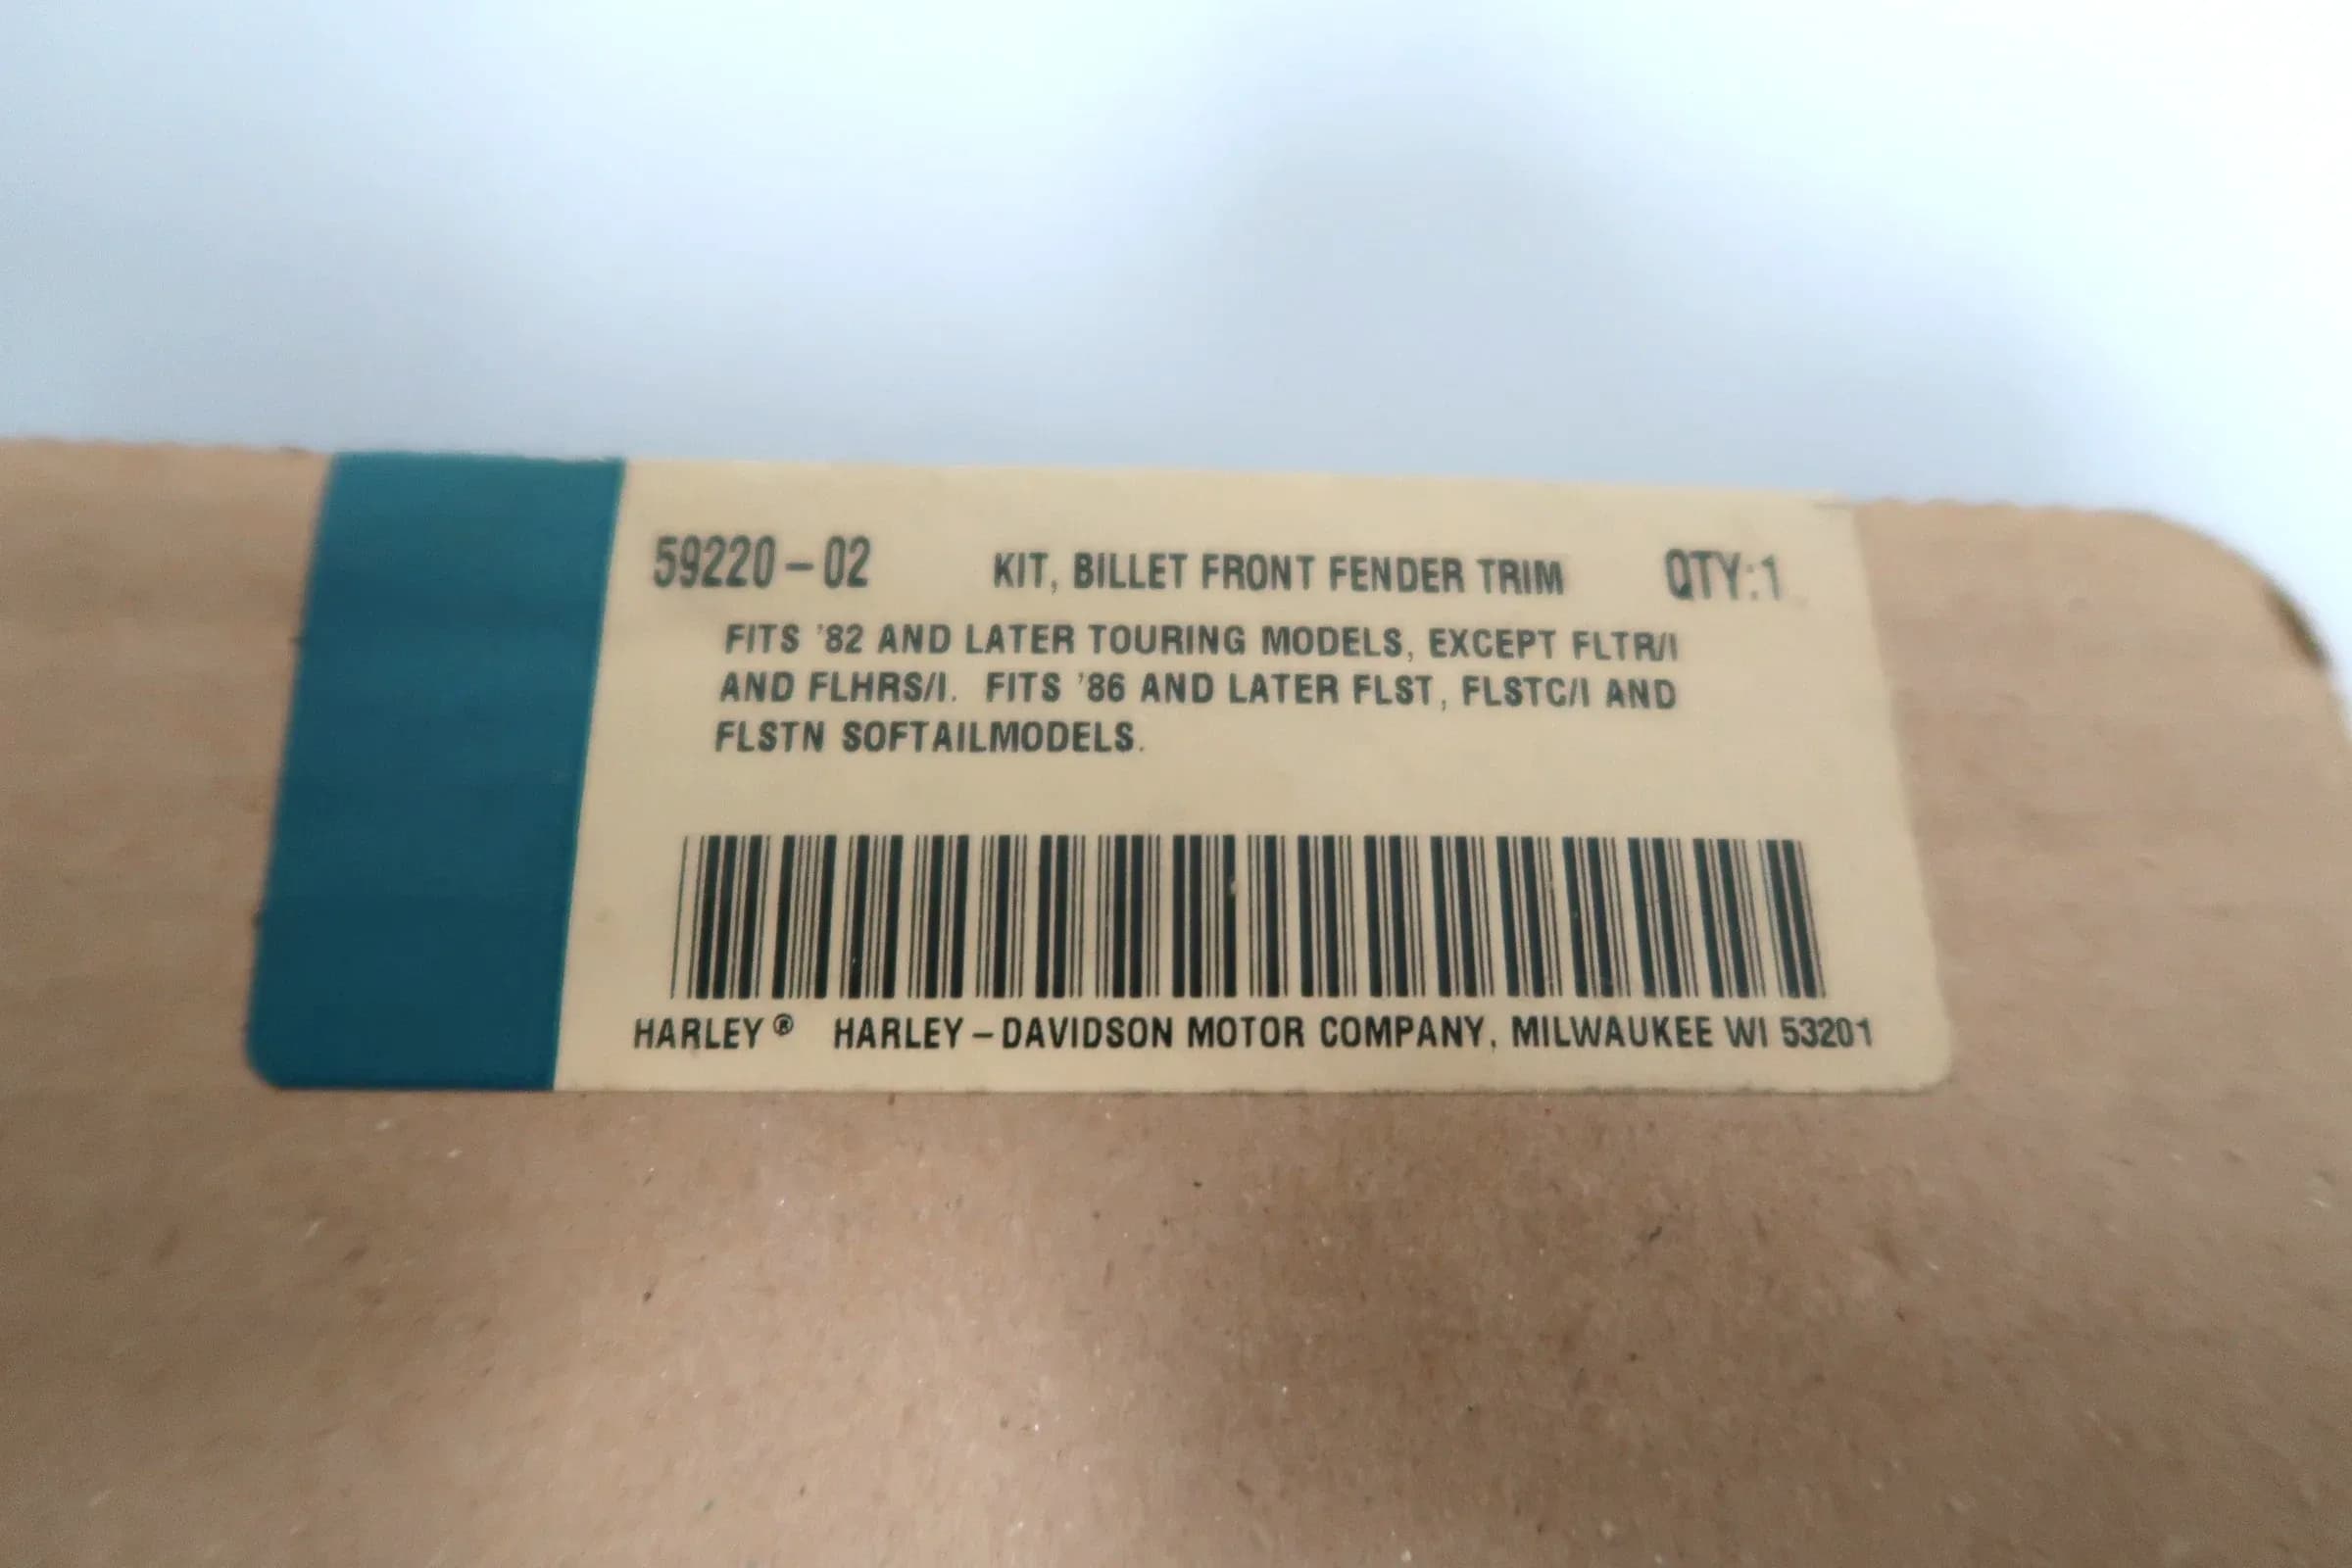 59220-02 KIT, BILLET FRONT FENDER TRIM QTY:1
FITS '82 AND LATER TOURING MODELS, EXCEPT FLTR/I
AND FLHRS/I. FITS '86 AND LATER FLST, FLSTC/I AND
FLSTN SOFTAILMODELS.
HARLEY® HARLEY-DAVIDSON MOTOR COMPANY, MILWAUKEE WI 53201